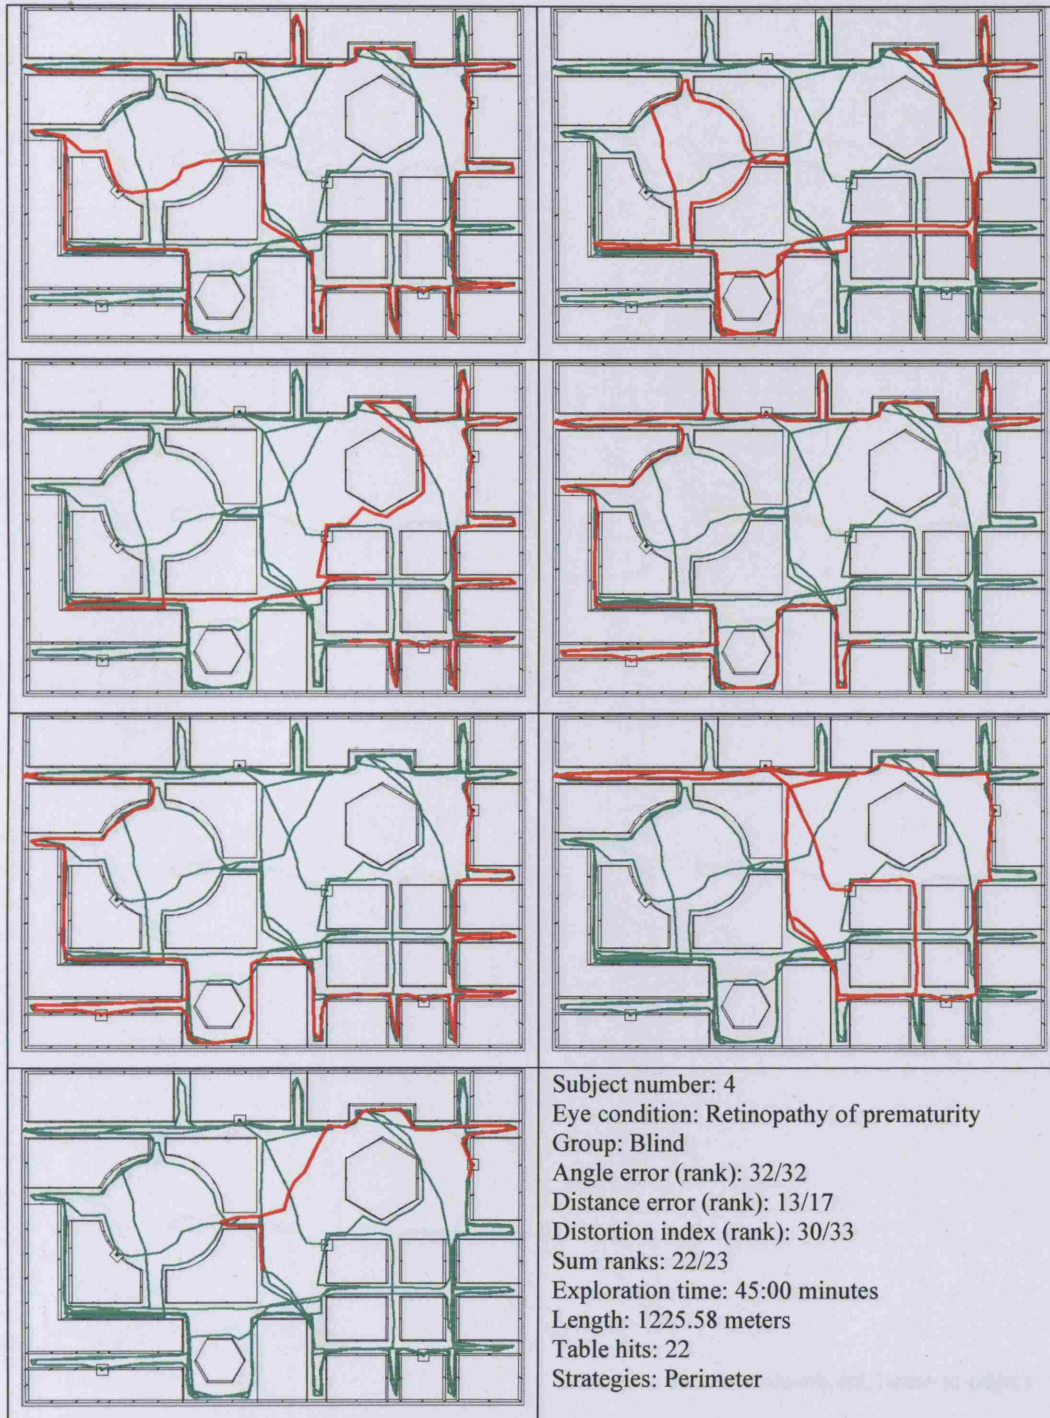 Subject number: 4
Eye condition: Retinopathy of prematurity
Group: Blind
Angle error (rank): 32/32
Distance error (rank): 13/17
Distortion index (rank): 30/33
Sum ranks: 22/23
Exploration time: 45:00 minutes
Length: 1225.58 meters
Table hits: 22
Strategies: Perimeter